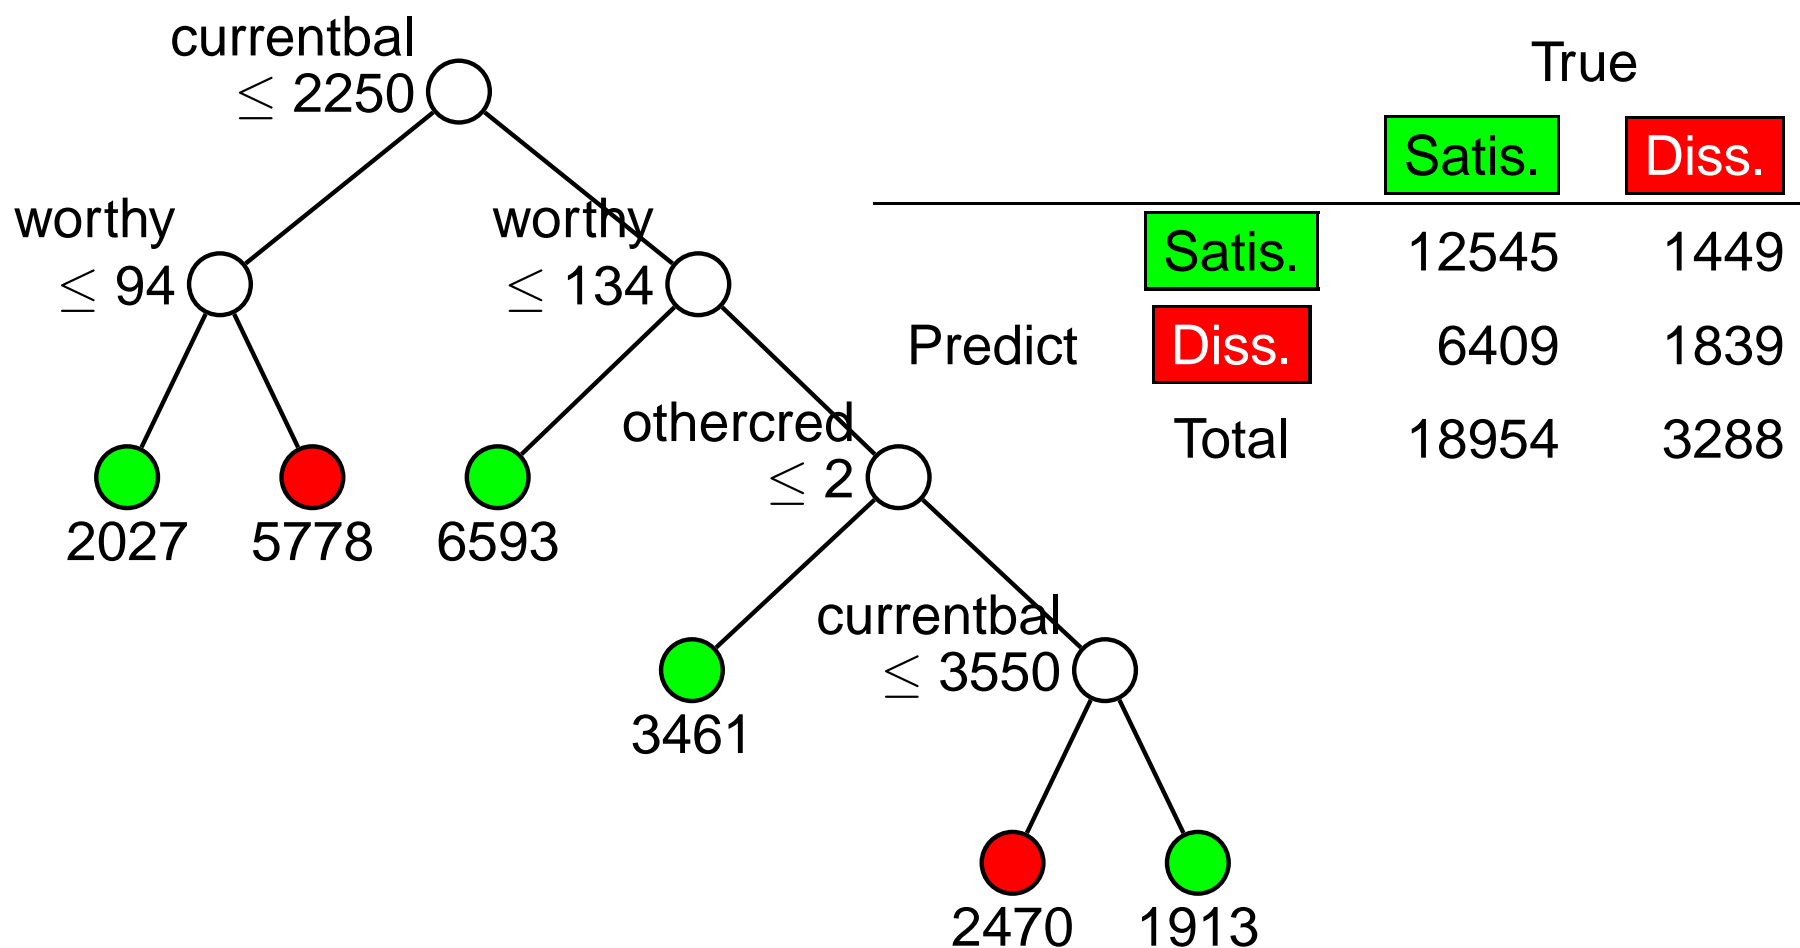 currentbal
≤ 2250
worthy
≤ 94
worthy
≤ 134
othercred
≤ 2
currentbal
≤ 3550
2027 5778 6593
3461
2470 1913
True
Satis. Diss.
Satis. 12545 1449
Predict Diss. 6409 1839
Total 18954 3288